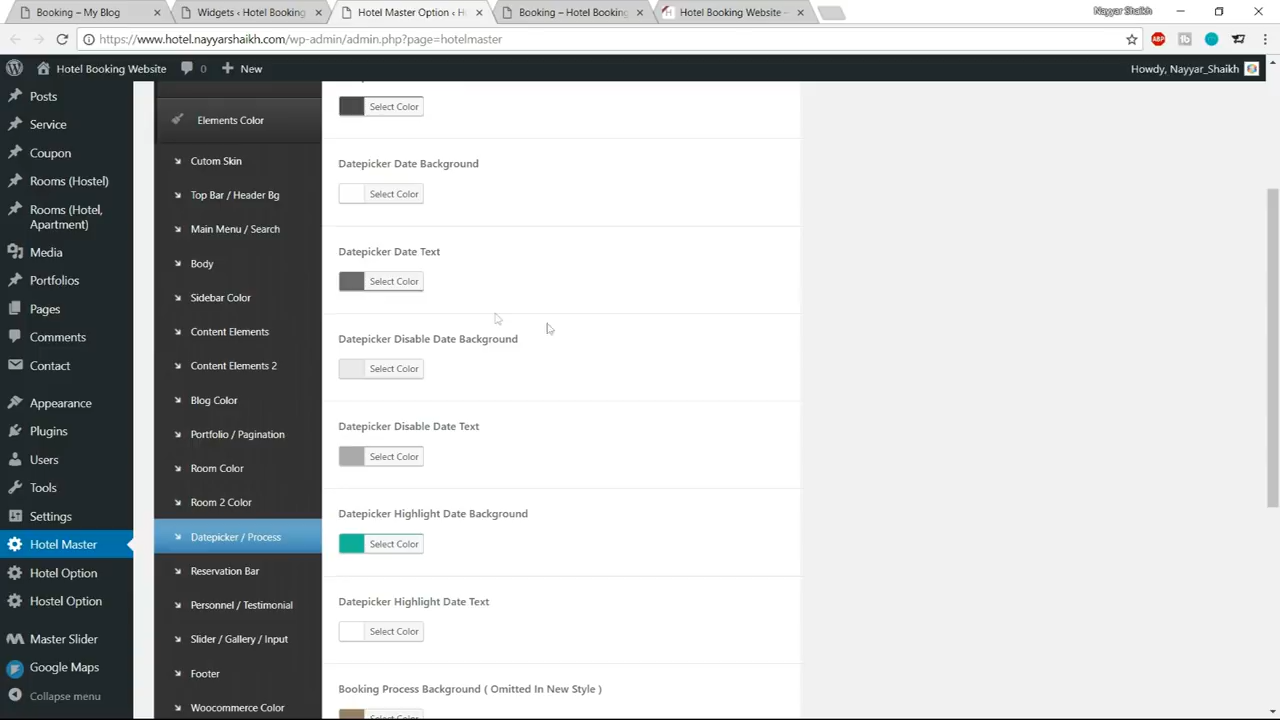 Booking – My Blog
Widgets ‹ Hotel Booking
Hotel Master Option ‹ H
Booking – Hotel Booking
Hotel Booking Website –
Nayyar Shaikh
https://www.hotel.nayyarshaikh.com/wp-admin/admin.php?page=hotelmaster
ABP
Hotel Booking Website
0
New
Howdy, Nayyar_Shaikh
Posts
Service
Coupon
Rooms (Hostel)
Rooms (Hotel,
Apartment)
Media
Portfolios
Pages
Comments
Contact
Appearance
Plugins
Users
Tools
Settings
Hotel Master
Hotel Option
Hostel Option
Master Slider
Google Maps
Collapse menu
Elements Color
Cutom Skin
Top Bar / Header Bg
Main Menu / Search
Body
Sidebar Color
Content Elements
Content Elements 2
Blog Color
Portfolio / Pagination
Room Color
Room 2 Color
Datepicker / Process
Reservation Bar
Personnel / Testimonial
Slider / Gallery / Input
Footer
Woocommerce Color
Select Color
Datepicker Date Background
Select Color
Datepicker Date Text
Select Color
Datepicker Disable Date Background
Select Color
Datepicker Disable Date Text
Select Color
Datepicker Highlight Date Background
Select Color
Datepicker Highlight Date Text
Select Color
Booking Process Background ( Omitted In New Style )
Select Color